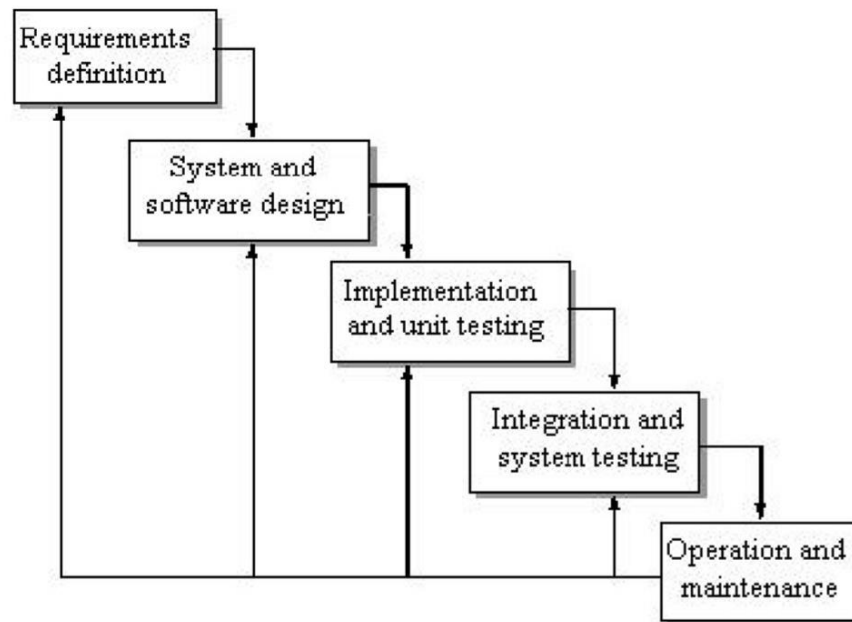 Requirements
definition
System and
software design
Implementation
and unit testing
Integration and
system testing
Operation and
maintenance